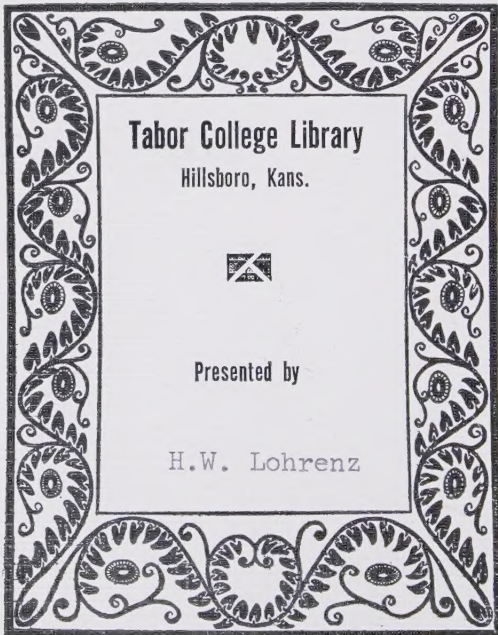 Tabor College Library
Hillsboro, Kans.
Presented by
H.W. Lohrenz